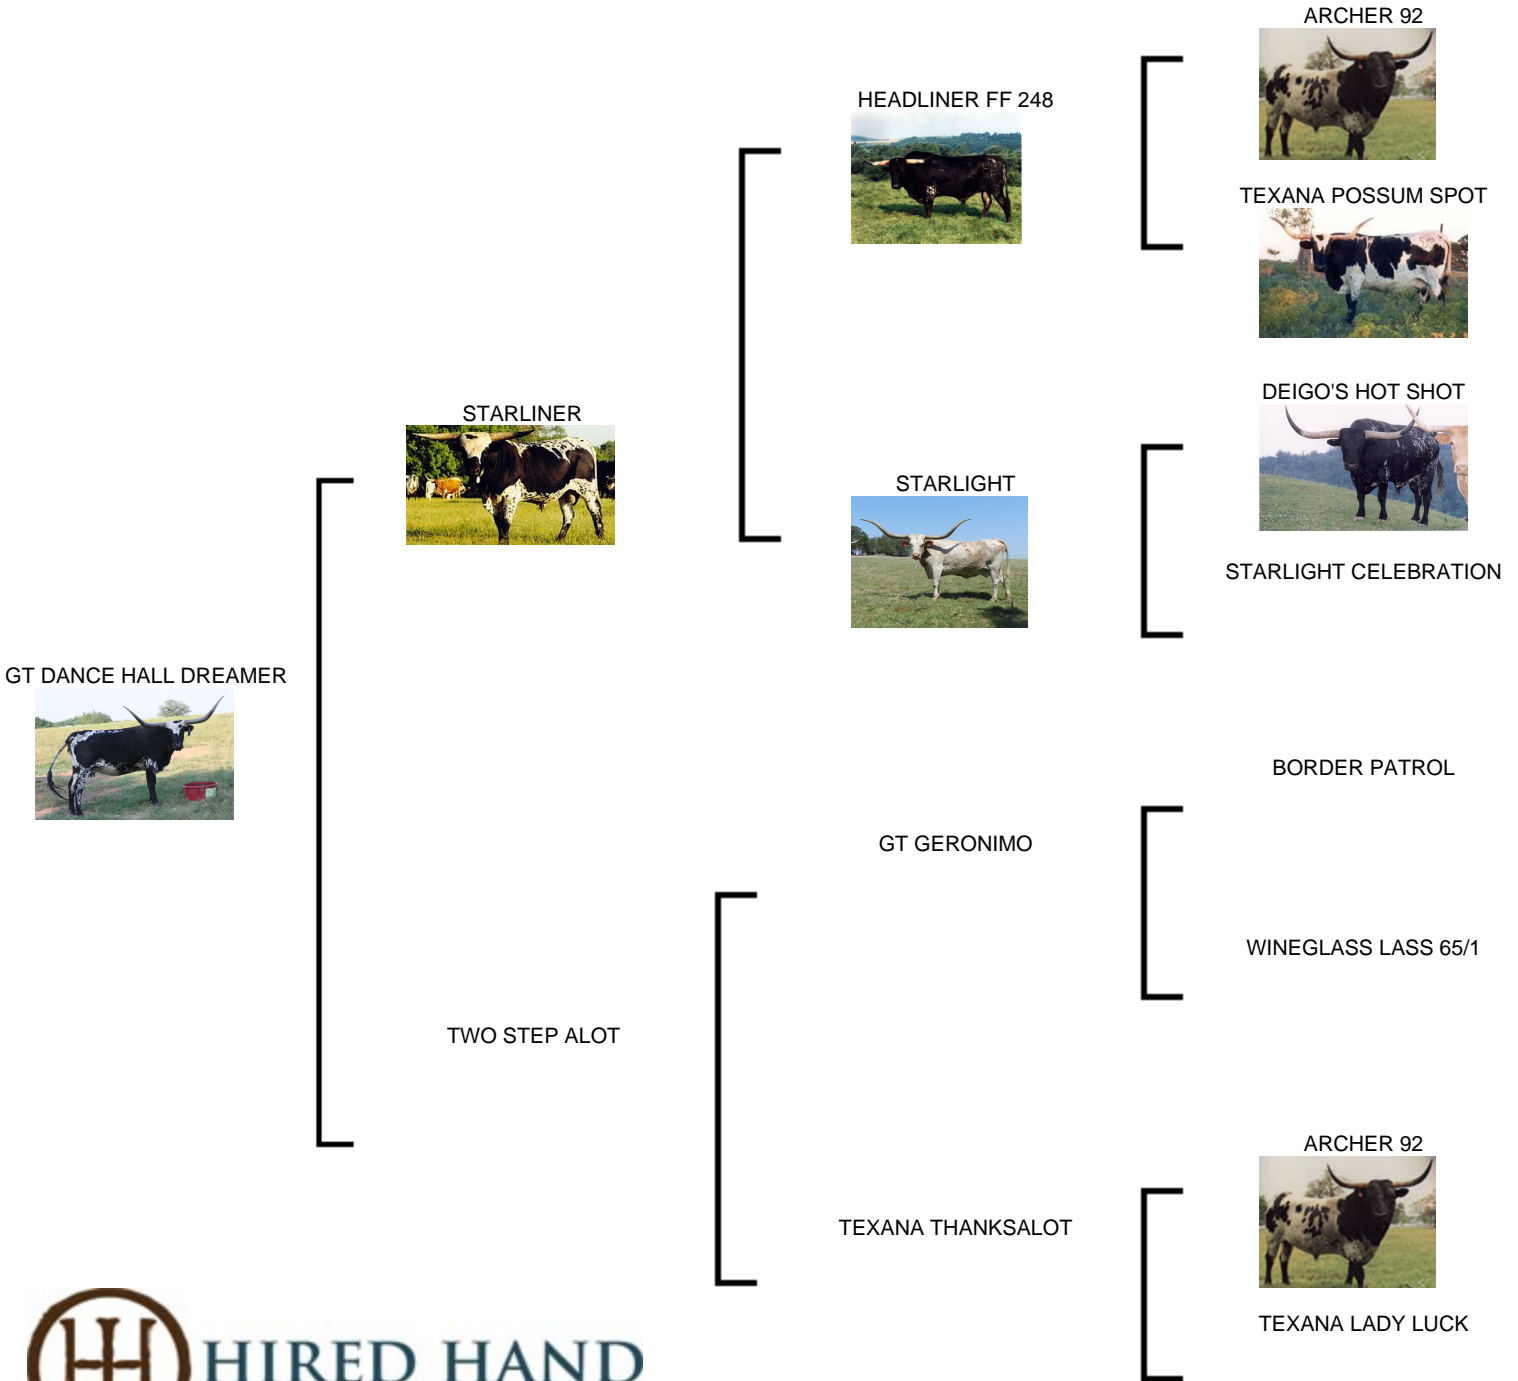 ARCHER 92
HEADLINER FF 248
TEXANA POSSUM SPOT
DEIGO'S HOT SHOT
STARLINER
STARLIGHT
STARLIGHT CELEBRATION
GT DANCE HALL DREAMER
BORDER PATROL
GT GERONIMO
WINEGLASS LASS 65/1
TWO STEP ALOT
ARCHER 92
TEXANA THANKSALOT
TEXANA LADY LUCK
HIRED HAND